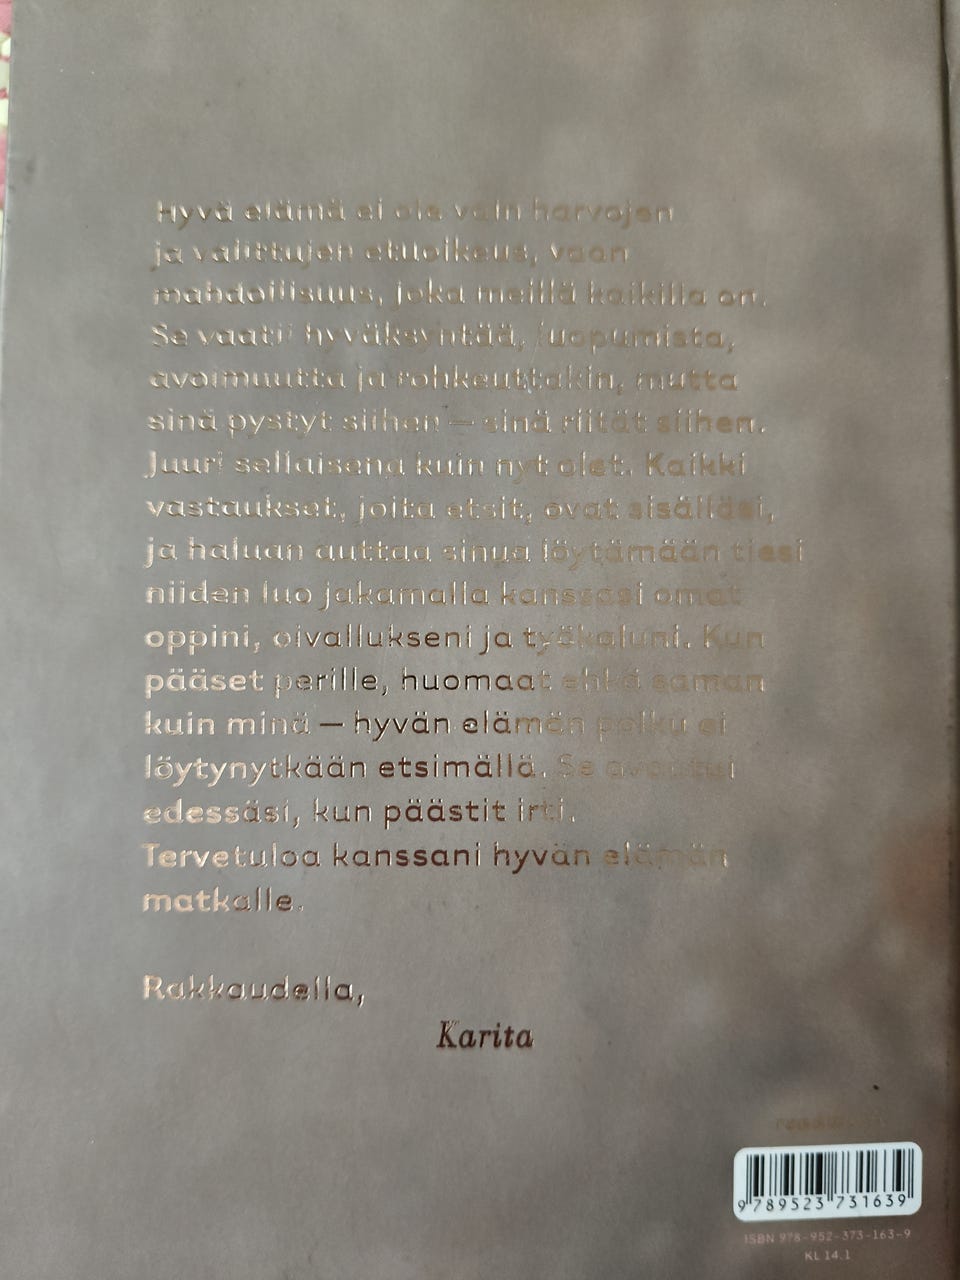 Hyvä elämä ei ole vain harvojen
ja valittujen etuoikeus, vaan
mahdollisuus, joka meillä kaikilla on.
Se vaatii hyväksyntää, luopumista,
avoimuutta ja rohkeuttakin, mutta
sinä pystyt siihen — sinä riität siihen.
Juuri sellaisena kuin nyt olet. Kaikki
vastaukset, joita etsit, ovat sisälläsi,
ja haluan auttaa sinua löytämään tiesi
niiden luo jakamalla kanssasi omat
oppini, oivallukseni ja työkaluni. Kun
pääset perille, huomaat ehkä saman
kuin minä — hyvän elämän polku ei
löytynytkään etsimällä. Se avautui
edessäsi, kun päästit irti.
Tervetuloa kanssani hyvän elämän
matkalle.
Rakkaudella,
Karita
9 789523 731639
ISBN 978-952-373-163-9
KL 14.1